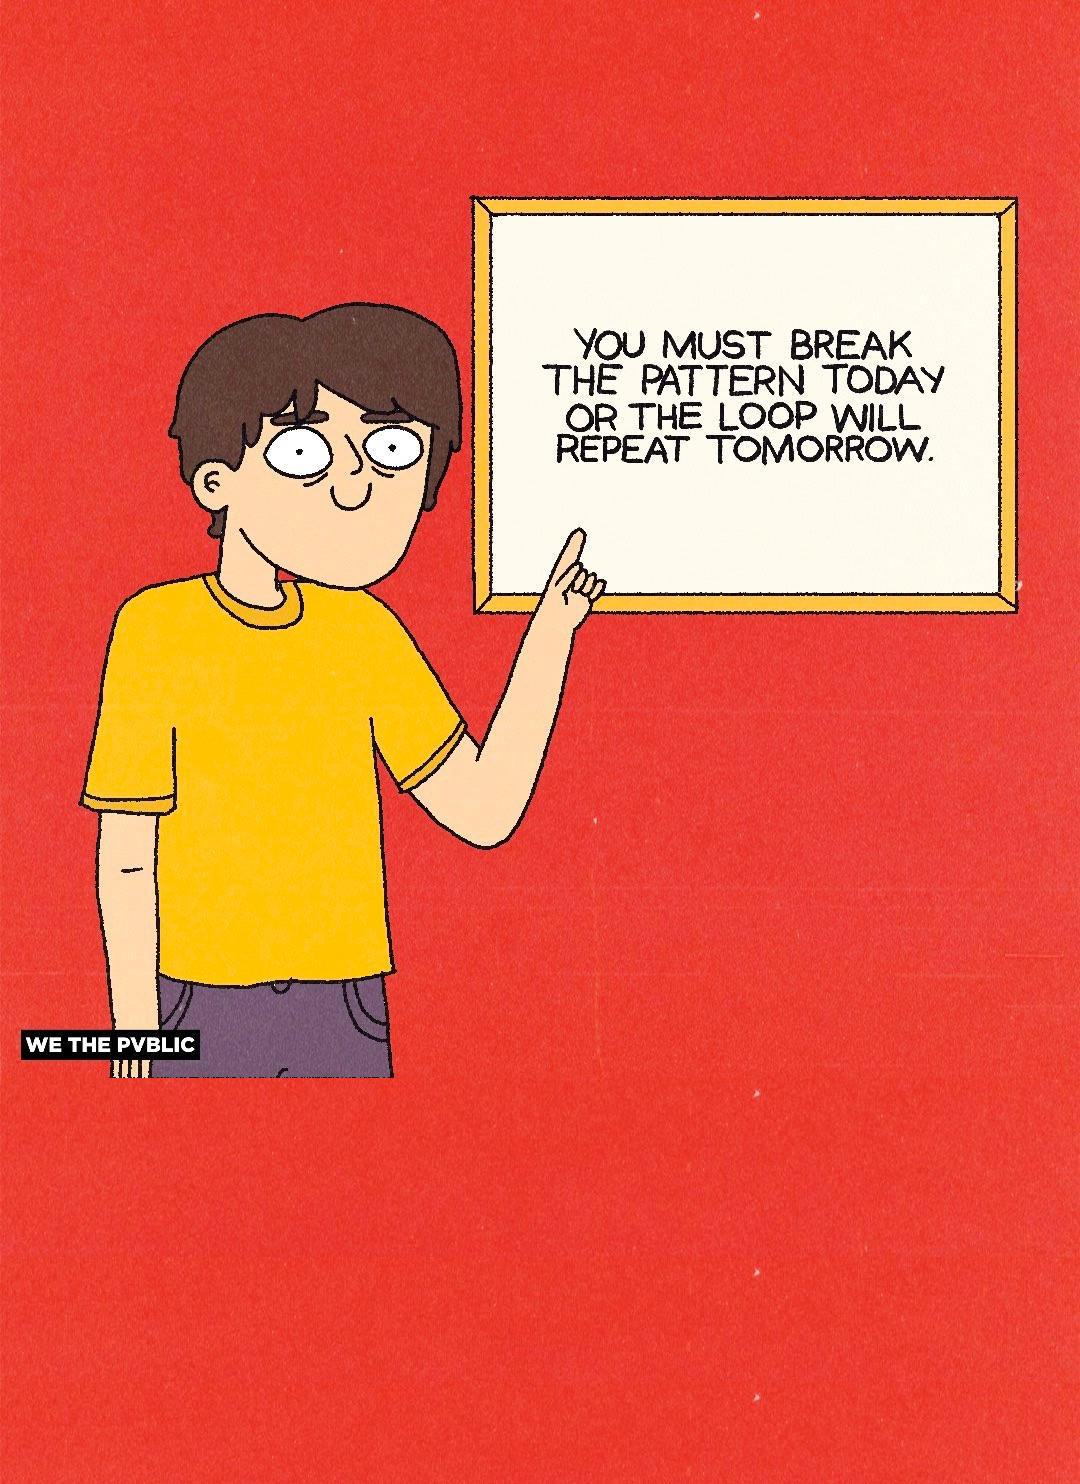 YOU MUST BREAK
THE PATTERN TODAY
OR THE LOOP WILL
REPEAT TOMORROW.
WE THE PVBLIC